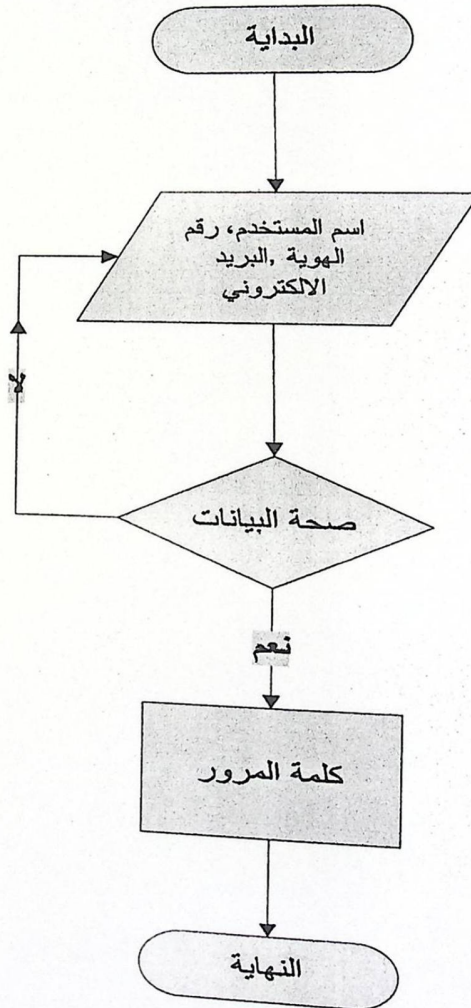 البداية
اسم المستخدم، رقم
الهوية ,البريد
الالكتروني
لا
صحة البيانات
نعم
كلمة المرور
النهاية